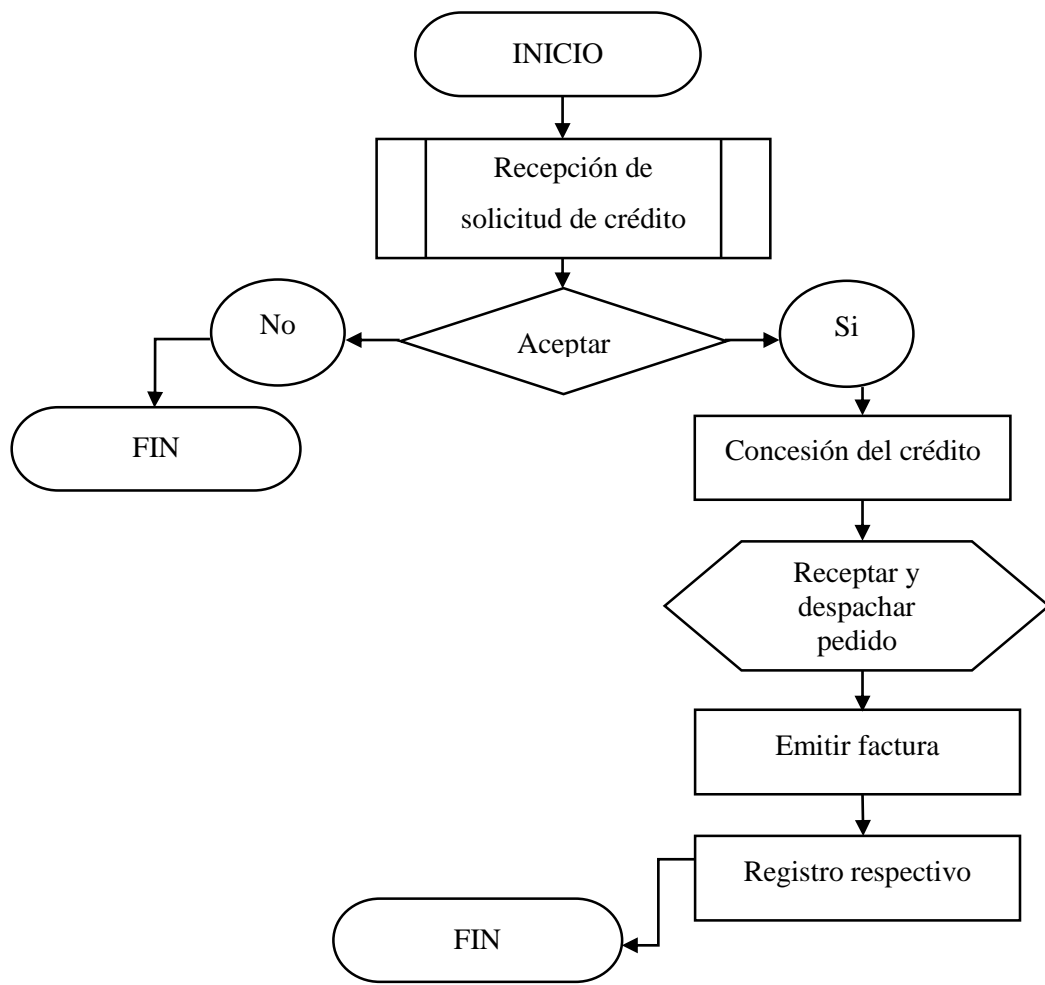 INICIO
Recepción de
solicitud de crédito
No
Aceptar
Si
FIN
Concesión del crédito
Receptar y
despachar
pedido
Emitir factura
Registro respectivo
FIN